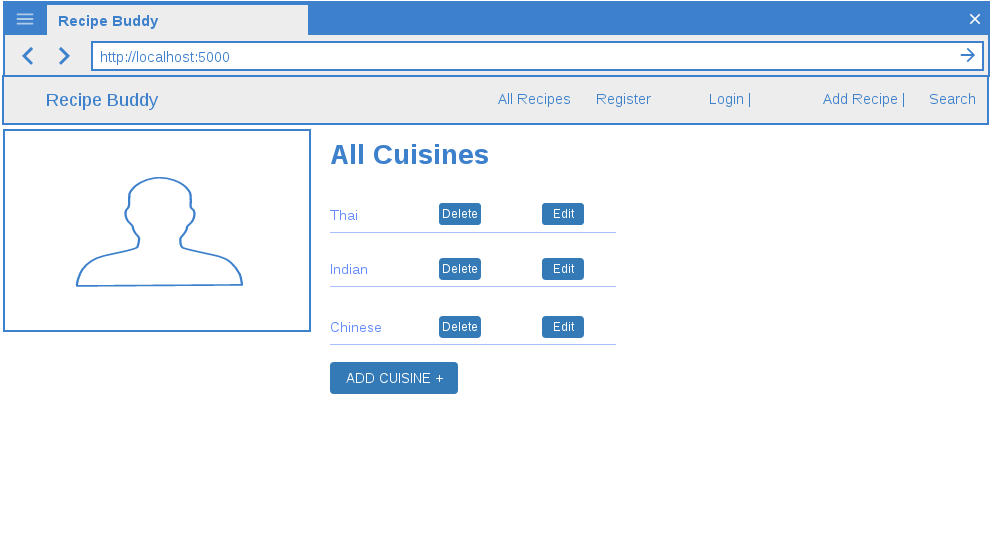 Recipe Buddy
http://localhost:5000
Recipe Buddy All Recipes Register Login | Add Recipe | Search
All Cuisines
Thai Delete Edit
Indian Delete Edit
Chinese Delete Edit
ADD CUISINE +